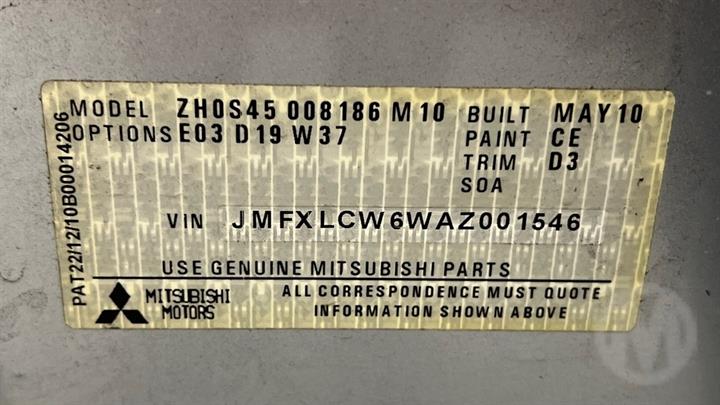 MODEL ZH0S45 008186 M10 BUILT MAY10
OPTIONS E03 D19 W37 PAINT CE
TRIM D3
SOA
VIN JMFXLCW6WAZ001546
USE GENUINE MITSUBISHI PARTS
MITSUBISHI MOTORS
ALL CORRESPONDENCE MUST QUOTE
INFORMATION SHOWN ABOVE
PAT22/12/10B00014206
M